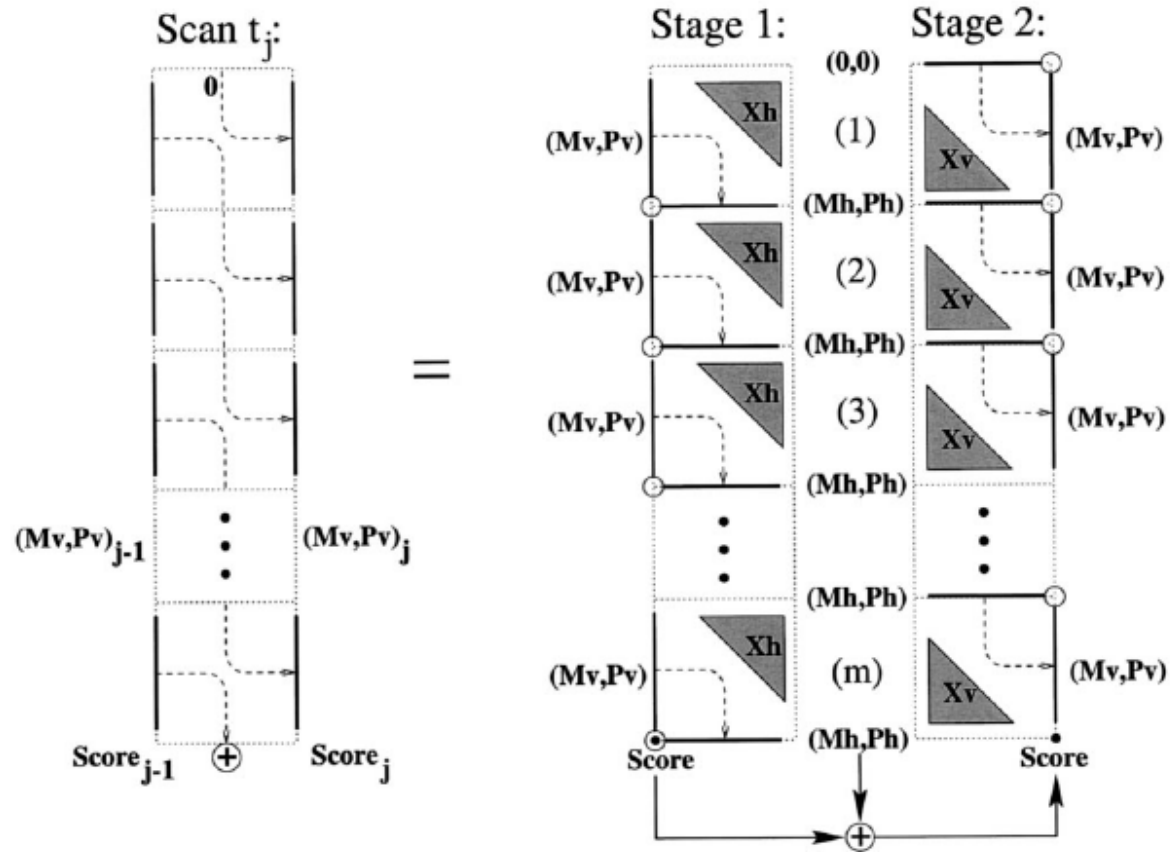 Scan t_j:
0
(Mv,Pv)_{j-1}
(Mv,Pv)_j
Score_{j-1}
+
Score_j
=
Stage 1:
Stage 2:
(0,0)
Xh
(Mv,Pv)
(1)
Xv
(Mv,Pv)
(Mh,Ph)
Xh
(Mv,Pv)
(2)
Xv
(Mv,Pv)
(Mh,Ph)
Xh
(Mv,Pv)
(3)
Xv
(Mv,Pv)
(Mh,Ph)
(Mh,Ph)
Xh
(Mv,Pv)
(m)
Xv
(Mv,Pv)
(Mh,Ph)
Score
Score
+